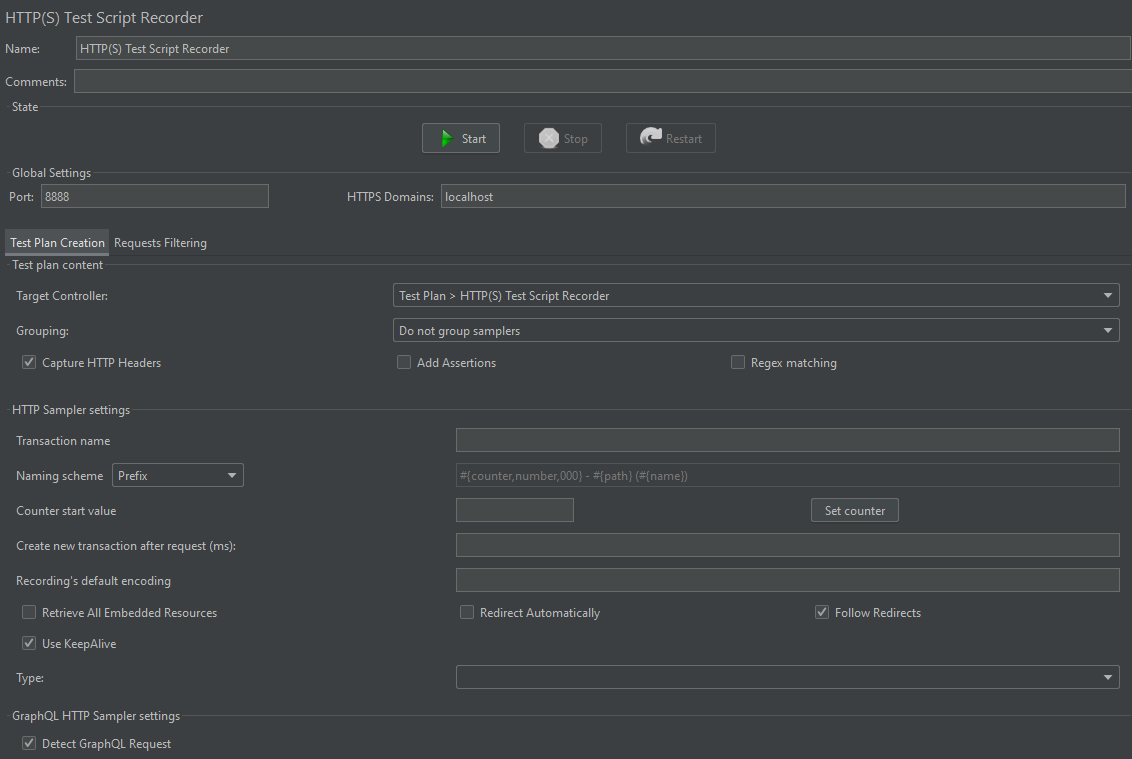 HTTP(S) Test Script Recorder
Name: HTTP(S) Test Script Recorder
Comments:
State
Start Stop Restart
Global Settings
Port: 8888 HTTPS Domains: localhost
Test Plan Creation Requests Filtering
Test plan content
Target Controller: Test Plan > HTTP(S) Test Script Recorder
Grouping: Do not group samplers
Capture HTTP Headers Add Assertions Regex matching
HTTP Sampler settings
Transaction name
Naming scheme Prefix #{counter,number,000} - #{path} (#{name})
Counter start value Set counter
Create new transaction after request (ms):
Recording's default encoding
Retrieve All Embedded Resources Redirect Automatically Follow Redirects
Use KeepAlive
Type:
GraphQL HTTP Sampler settings
Detect GraphQL Request